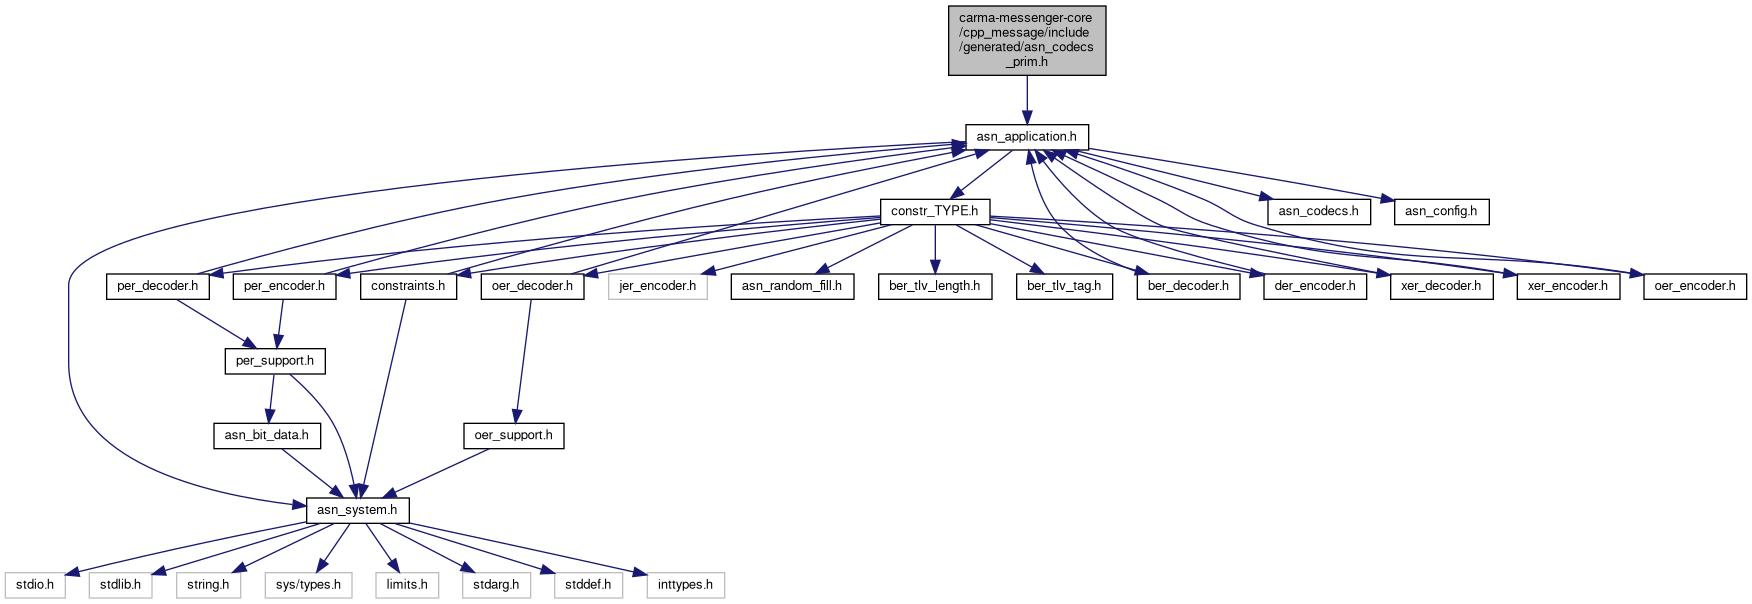 carma-messenger-core
/cpp_message/include
/generated/asn_codecs
_prim.h
asn_application.h
constr_TYPE.h
asn_codecs.h
asn_config.h
per_decoder.h
per_encoder.h
constraints.h
oer_decoder.h
jer_encoder.h
asn_random_fill.h
ber_tlv_length.h
ber_tlv_tag.h
ber_decoder.h
der_encoder.h
xer_decoder.h
xer_encoder.h
oer_encoder.h
per_support.h
asn_bit_data.h
oer_support.h
asn_system.h
stdio.h
stdlib.h
string.h
sys/types.h
limits.h
stdarg.h
stddef.h
inttypes.h